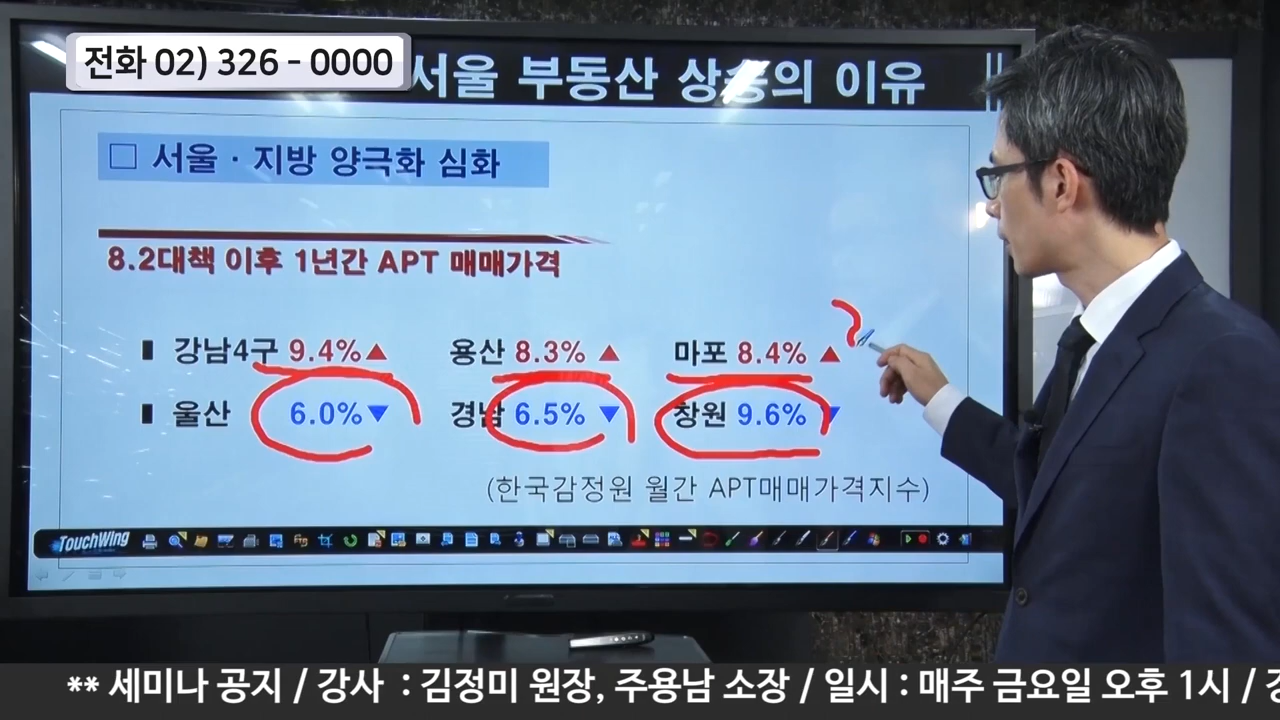 전화 02) 326 - 0000
서울 부동산 상승의 이유
□ 서울 · 지방 양극화 심화
8.2대책 이후 1년간 APT 매매가격
▮ 강남4구 9.4%▲ 용산 8.3% ▲ 마포 8.4% ▲
▮ 울산 6.0%▼ 경남 6.5% ▼ 창원 9.6% ▼
(한국감정원 월간 APT매매가격지수)
TouchWing
** 세미나 공지 / 강사 : 김정미 원장, 주용남 소장 / 일시 : 매주 금요일 오후 1시 /